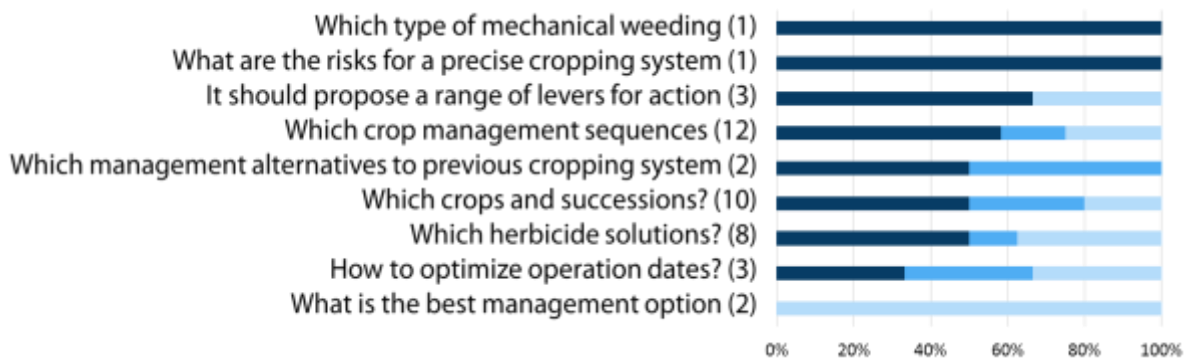 Which type of mechanical weeding (1)
What are the risks for a precise cropping system (1)
It should propose a range of levers for action (3)
Which crop management sequences (12)
Which management alternatives to previous cropping system (2)
Which crops and successions? (10)
Which herbicide solutions? (8)
How to optimize operation dates? (3)
What is the best management option (2)
0% 20% 40% 60% 80% 100%